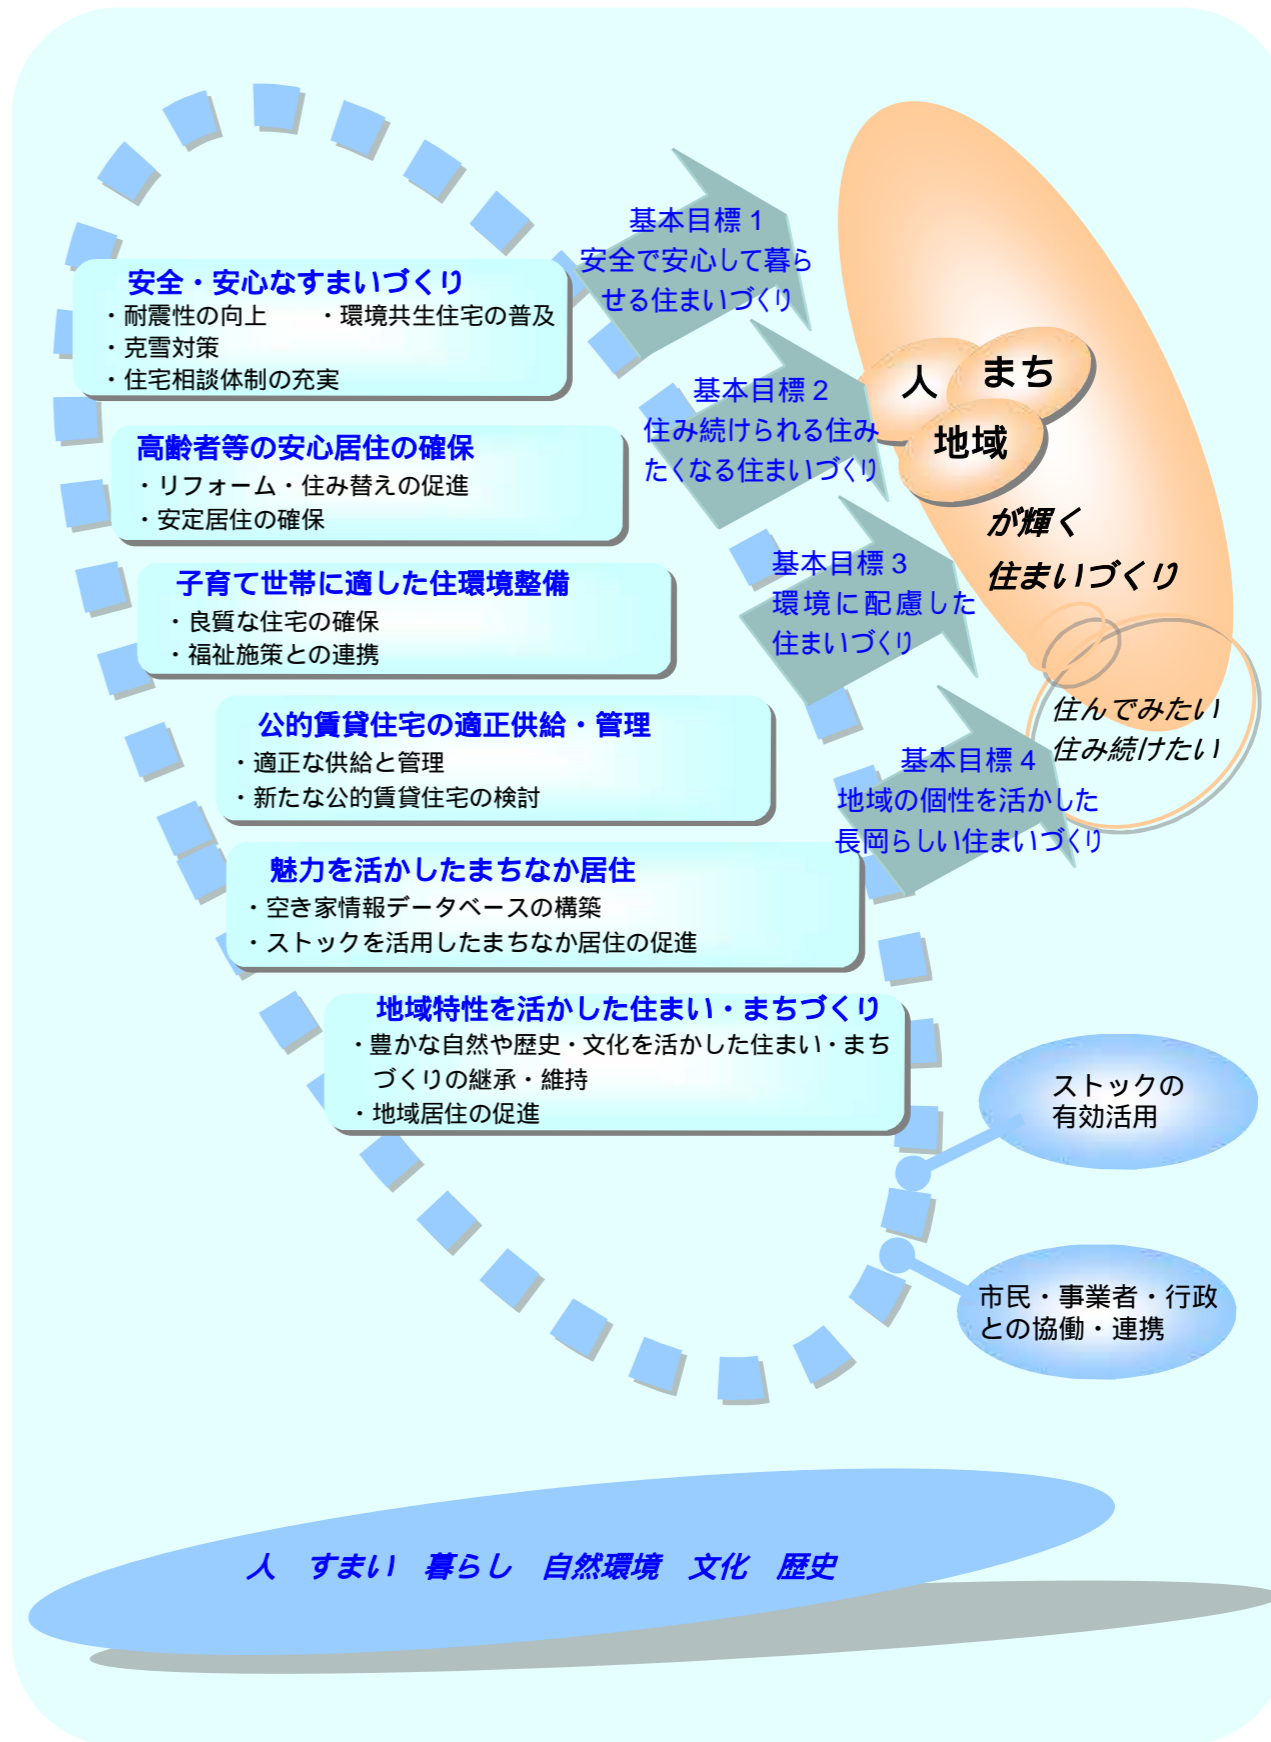 安全・安心なすまいづくり
・耐震性の向上　　・環境共生住宅の普及
・克雪対策
・住宅相談体制の充実
高齢者等の安心居住の確保
・リフォーム・住み替えの促進
・安定居住の確保
子育て世帯に適した住環境整備
・良質な住宅の確保
・福祉施策との連携
公的賃貸住宅の適正供給・管理
・適正な供給と管理
・新たな公的賃貸住宅の検討
魅力を活かしたまちなか居住
・空き家情報データベースの構築
・ストックを活用したまちなか居住の促進
地域特性を活かした住まい・まちづくり
・豊かな自然や歴史・文化を活かした住まい・まち
づくりの継承・維持
・地域居住の促進
基本目標１
安全で安心して暮ら
せる住まいづくり
基本目標２
住み続けられる住み
たくなる住まいづくり
基本目標３
環境に配慮した
住まいづくり
基本目標４
地域の個性を活かした
長岡らしい住まいづくり
人
まち
地域
が輝く
住まいづくり
住んでみたい
住み続けたい
ストックの
有効活用
市民・事業者・行政
との協働・連携
人　すまい　暮らし　自然環境　文化　歴史